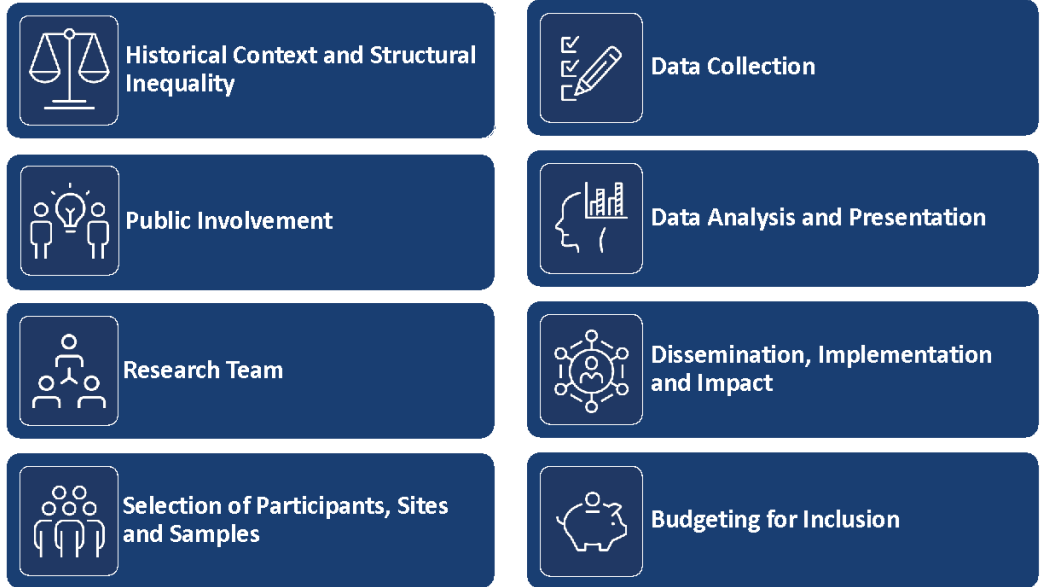 Historical Context and Structural
Inequality
Public Involvement
Research Team
Selection of Participants, Sites
and Samples
Data Collection
Data Analysis and Presentation
Dissemination, Implementation
and Impact
Budgeting for Inclusion